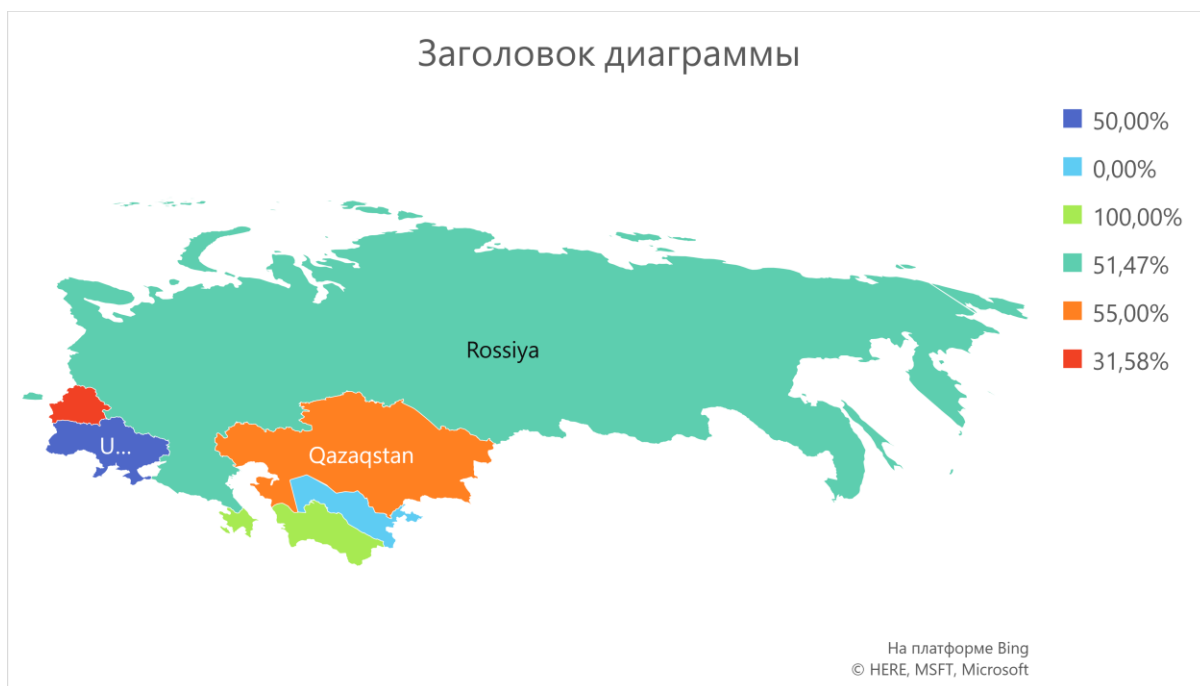 Заголовок диаграммы
50,00%
0,00%
100,00%
51,47%
55,00%
31,58%
Rossiya
U...
Qazaqstan
На платформе Bing
© HERE, MSFT, Microsoft